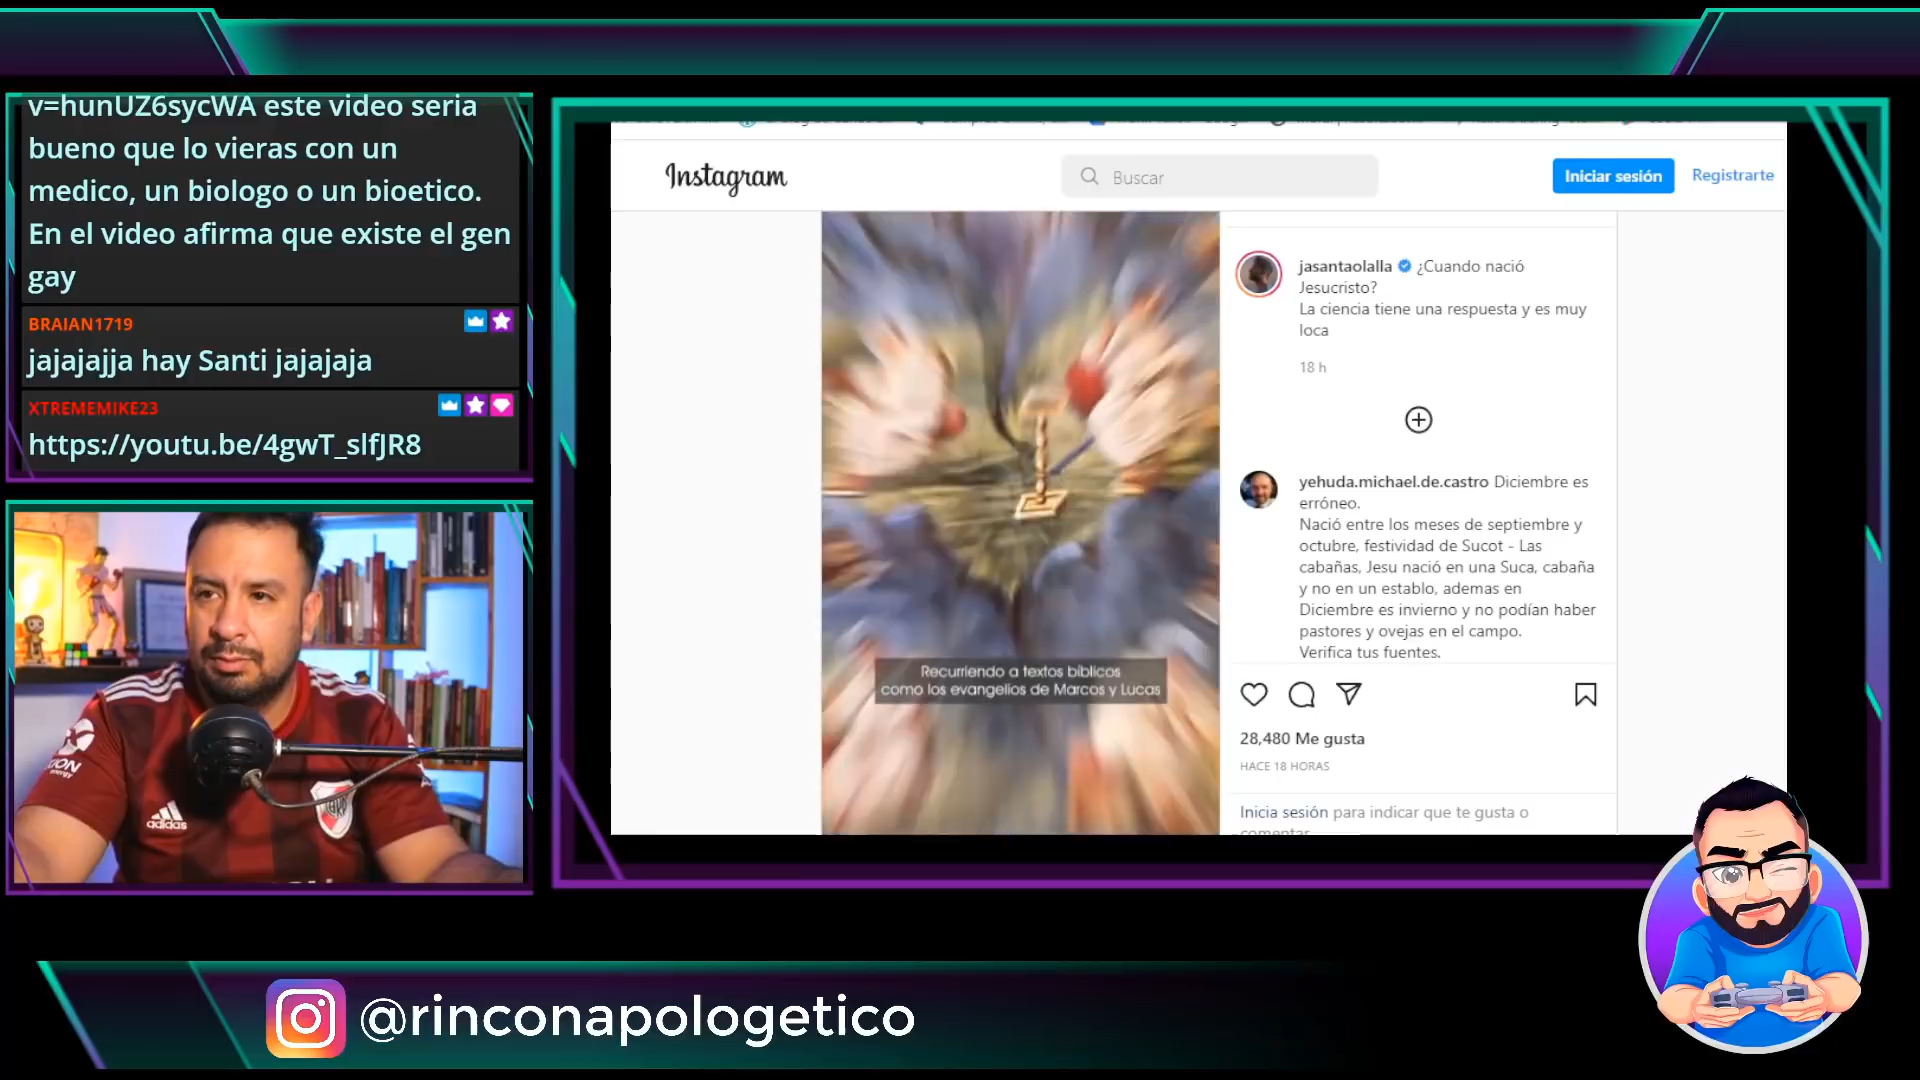 v=hunUZ6sycWA este video seria
bueno que lo vieras con un
medico, un biologo o un bioetico.
En el video afirma que existe el gen
gay
BRAIAN1719
jajajajja hay Santi jajajaja
XTREMEMIKE23
https://youtu.be/4gwT_slfJR8
Instagram
Buscar
Iniciar sesión
Registrarte
jasantaolalla ¿Cuando nació
Jesucristo?
La ciencia tiene una respuesta y es muy
loca
18 h
yehuda.michael.de.castro Diciembre es
erróneo.
Nació entre los meses de septiembre y
octubre, festividad de Sucot - Las
cabañas, Jesu nació en una Suca, cabaña
y no en un establo, ademas en
Diciembre es invierno y no podían haber
pastores y ovejas en el campo.
Verifica tus fuentes.
Recurriendo a textos bíblicos
como los evangelios de Marcos y Lucas
28,480 Me gusta
HACE 18 HORAS
Inicia sesión para indicar que te gusta o
comentar
adidas
@rinconapologetico